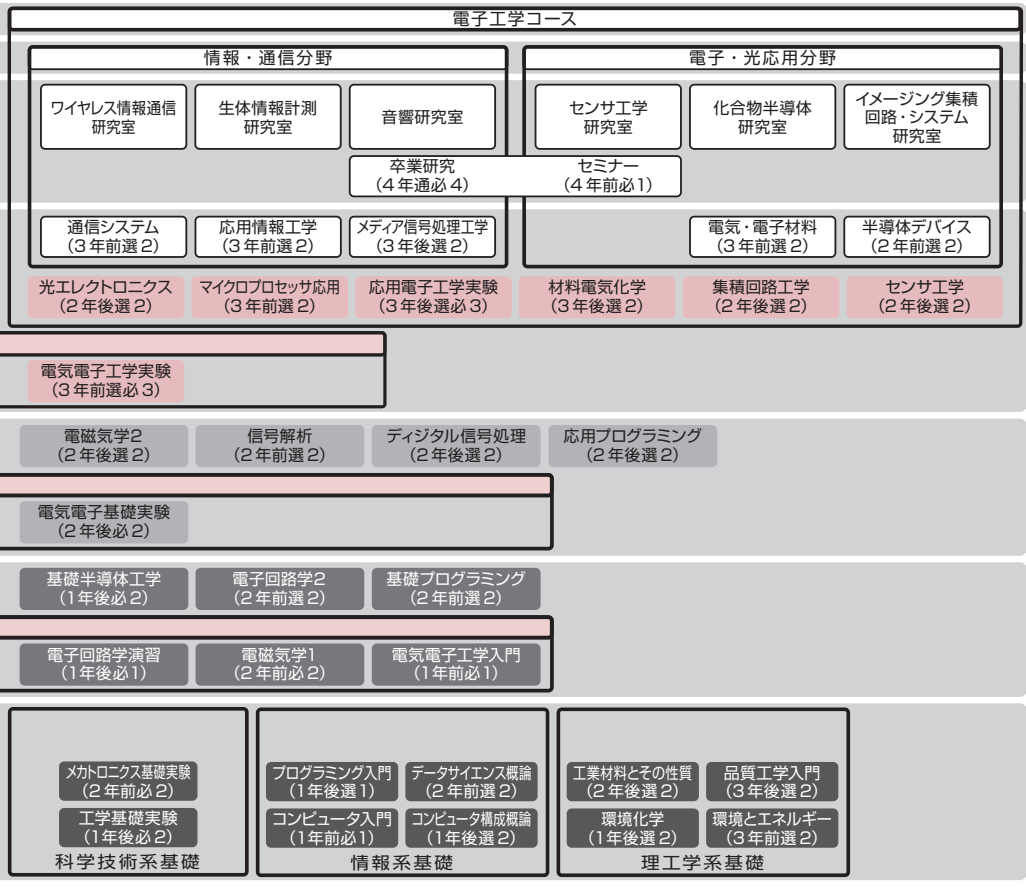 電子工学コース
情報・通信分野
電子・光応用分野
ワイヤレス情報通信
研究室
生体情報計測
研究室
音響研究室
センサ工学
研究室
化合物半導体
研究室
イメージング集積
回路・システム
研究室
卒業研究
(4年通必4)
セミナー
(4年前必1)
通信システム
(3年前選2)
応用情報工学
(3年前選2)
メディア信号処理工学
(3年後選2)
電気・電子材料
(3年前選2)
半導体デバイス
(2年前選2)
光エレクトロニクス
(2年後選2)
マイクロプロセッサ応用
(3年前選2)
応用電子工学実験
(3年後選必3)
材料電気化学
(3年後選2)
集積回路工学
(2年後選2)
センサ工学
(2年後選2)
電気電子工学実験
(3年前選必3)
電磁気学2
(2年後選2)
信号解析
(2年前選2)
ディジタル信号処理
(2年後選2)
応用プログラミング
(2年後選2)
電気電子基礎実験
(2年後必2)
基礎半導体工学
(1年後必2)
電子回路学2
(2年前選2)
基礎プログラミング
(2年前選2)
電子回路学演習
(1年後必1)
電磁気学1
(2年前必2)
電気電子工学入門
(1年前必1)
メカトロニクス基礎実験
(2年前必2)
工学基礎実験
(1年後必2)
科学技術系基礎
プログラミング入門
(1年後選1)
データサイエンス概論
(2年前選2)
コンピュータ入門
(1年前必1)
コンピュータ構成概論
(1年後選2)
情報系基礎
工業材料とその性質
(2年後選2)
品質工学入門
(3年後選2)
環境化学
(1年後選2)
環境とエネルギー
(3年前選2)
理工学系基礎